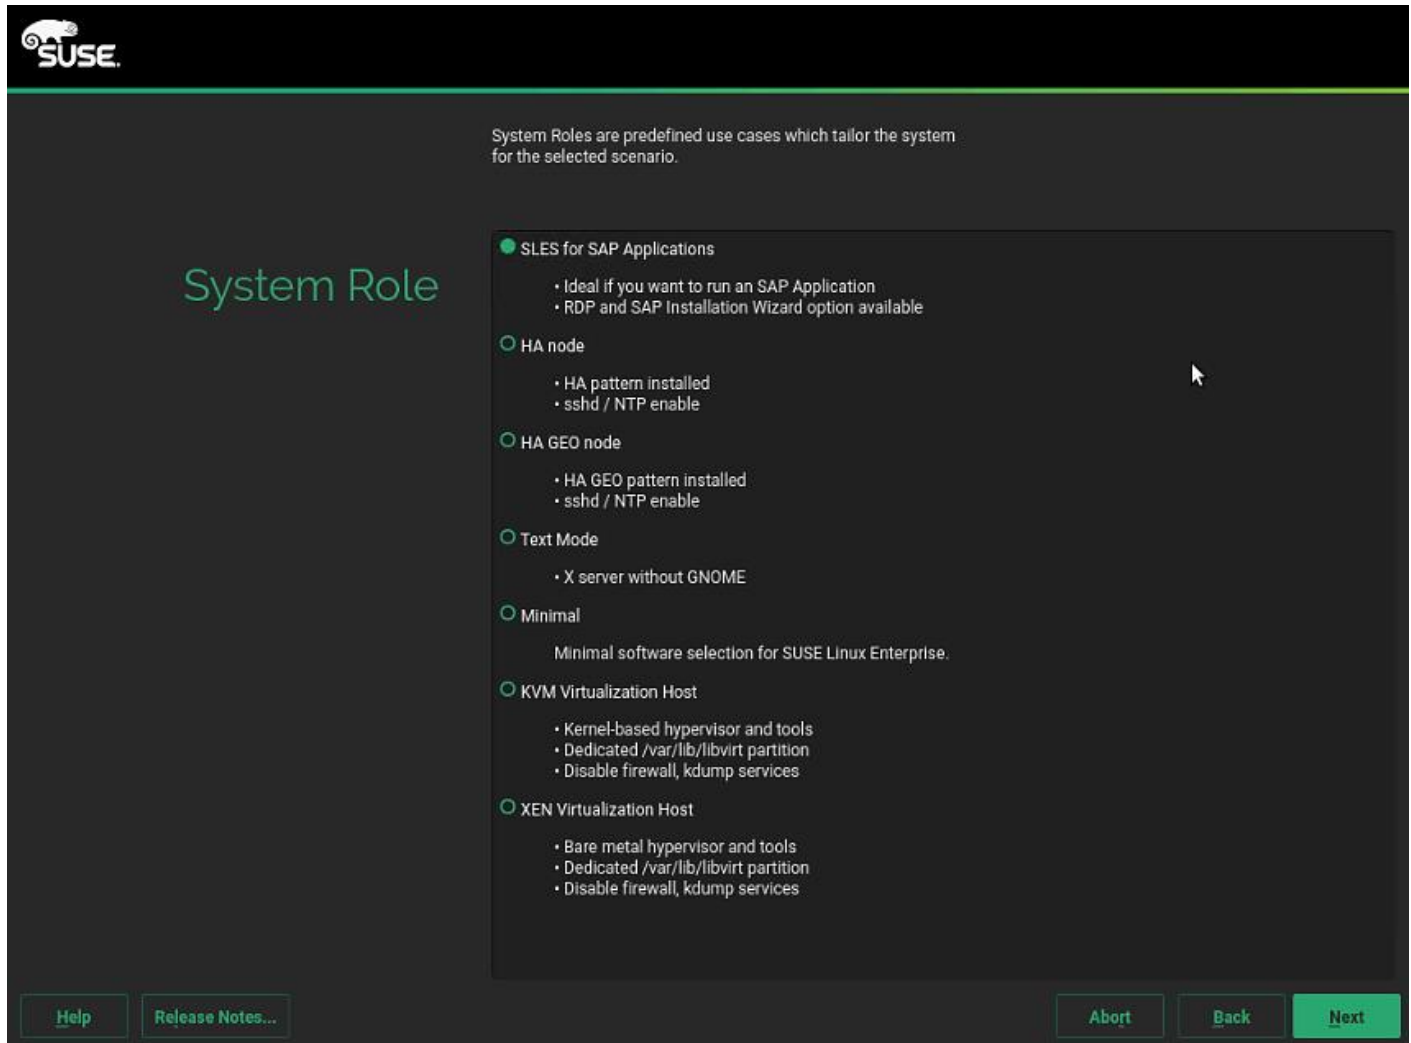 SUSE.
System Roles are predefined use cases which tailor the system
for the selected scenario.
System Role
SLES for SAP Applications
• Ideal if you want to run an SAP Application
• RDP and SAP Installation Wizard option available
HA node
• HA pattern installed
• sshd / NTP enable
HA GEO node
• HA GEO pattern installed
• sshd / NTP enable
Text Mode
• X server without GNOME
Minimal
Minimal software selection for SUSE Linux Enterprise.
KVM Virtualization Host
• Kernel-based hypervisor and tools
• Dedicated /var/lib/libvirt partition
• Disable firewall, kdump services
XEN Virtualization Host
• Bare metal hypervisor and tools
• Dedicated /var/lib/libvirt partition
• Disable firewall, kdump services
Help
Release Notes...
Abort
Back
Next